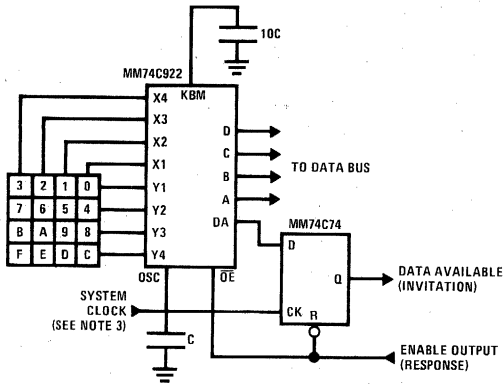 10C
MM74C922
KBM
X4
X3
X2
X1
Y1
Y2
Y3
Y4
D
C
B
A
DA
TO DATA BUS
3 2 1 0
7 6 5 4
B A 9 8
F E D C
OSC
OE
MM74C74
D
Q
CK
R
DATA AVAILABLE
(INVITATION)
SYSTEM
CLOCK
(SEE NOTE 3)
C
ENABLE OUTPUT
(RESPONSE)